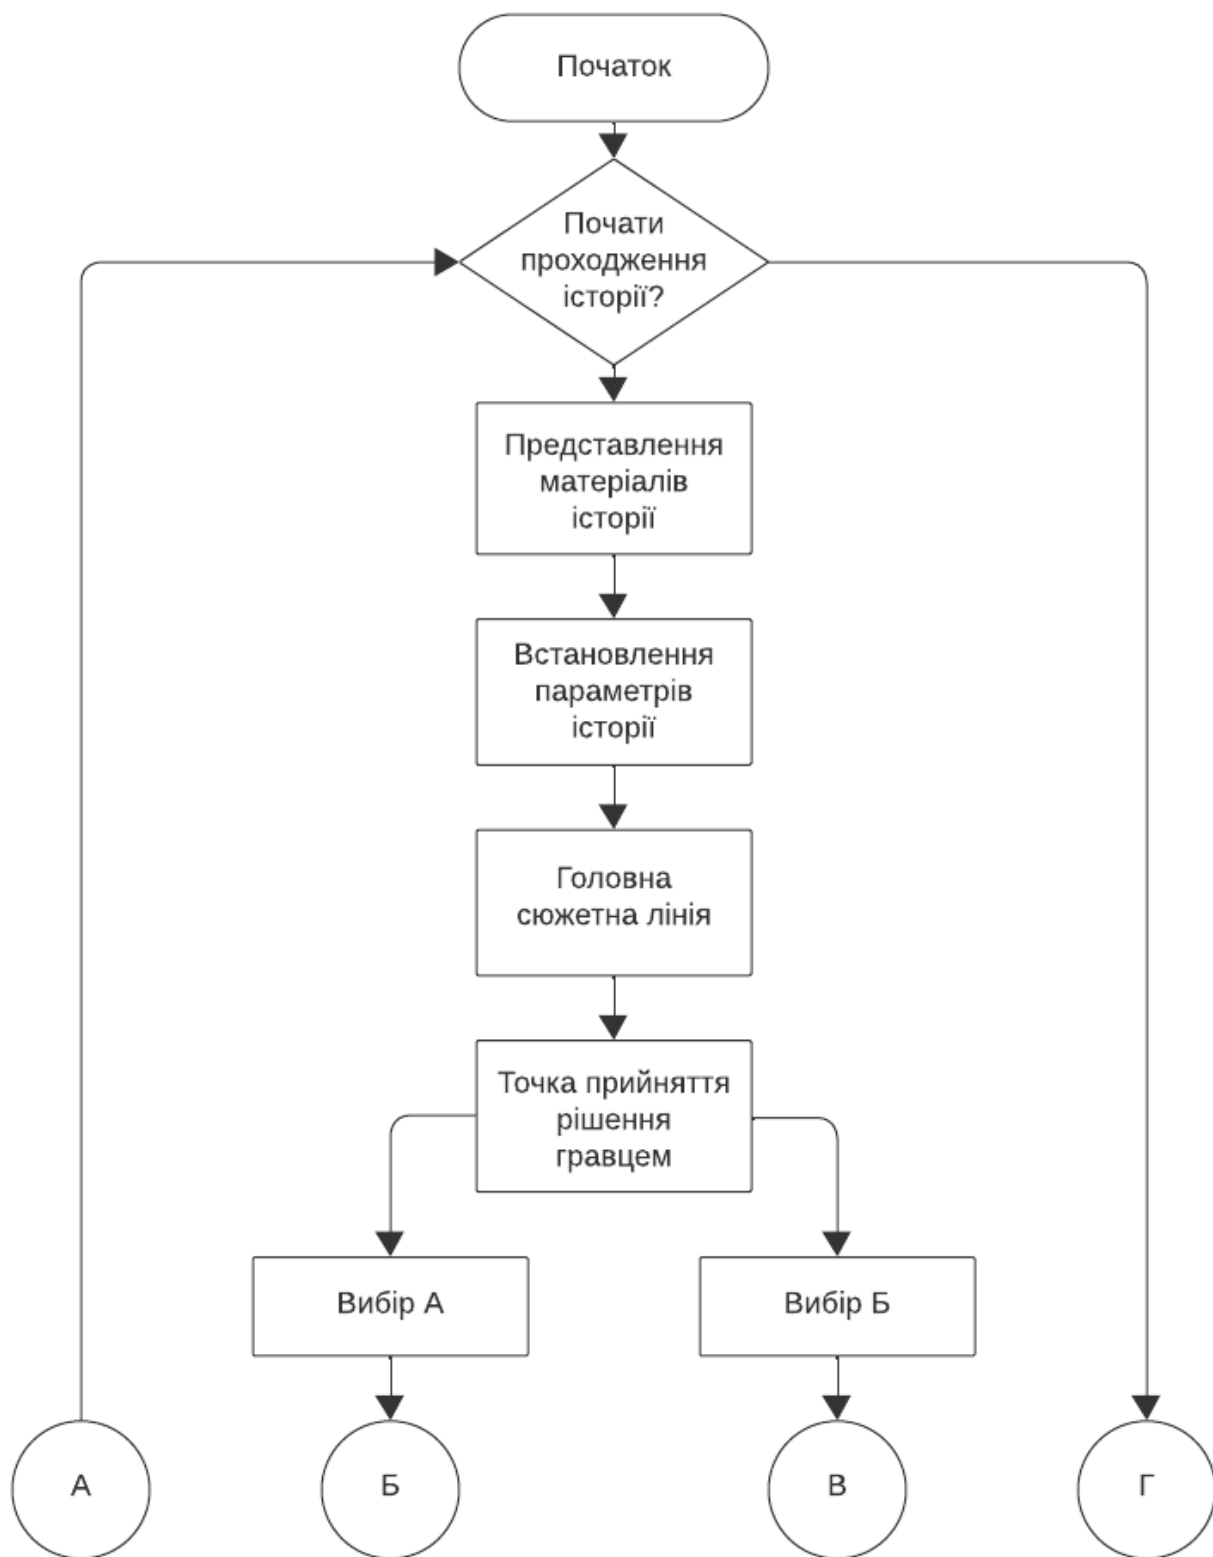 Початок
Почати
проходження
історії?
Представлення
матеріалів
історії
Встановлення
параметрів
історії
Головна
сюжетна лінія
Точка прийняття
рішення
гравцем
Вибір А
Вибір Б
А
Б
В
Г